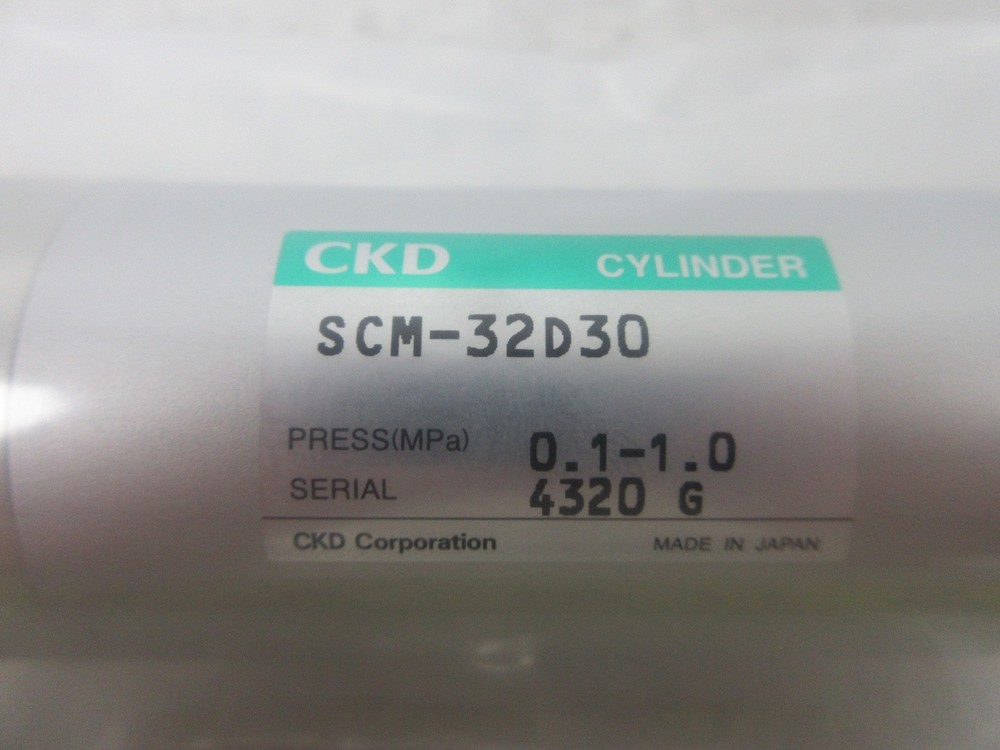 CKD CYLINDER
SCM-32D30
PRESS(MPa) 0.1-1.0
SERIAL 4320 G
CKD Corporation MADE IN JAPAN